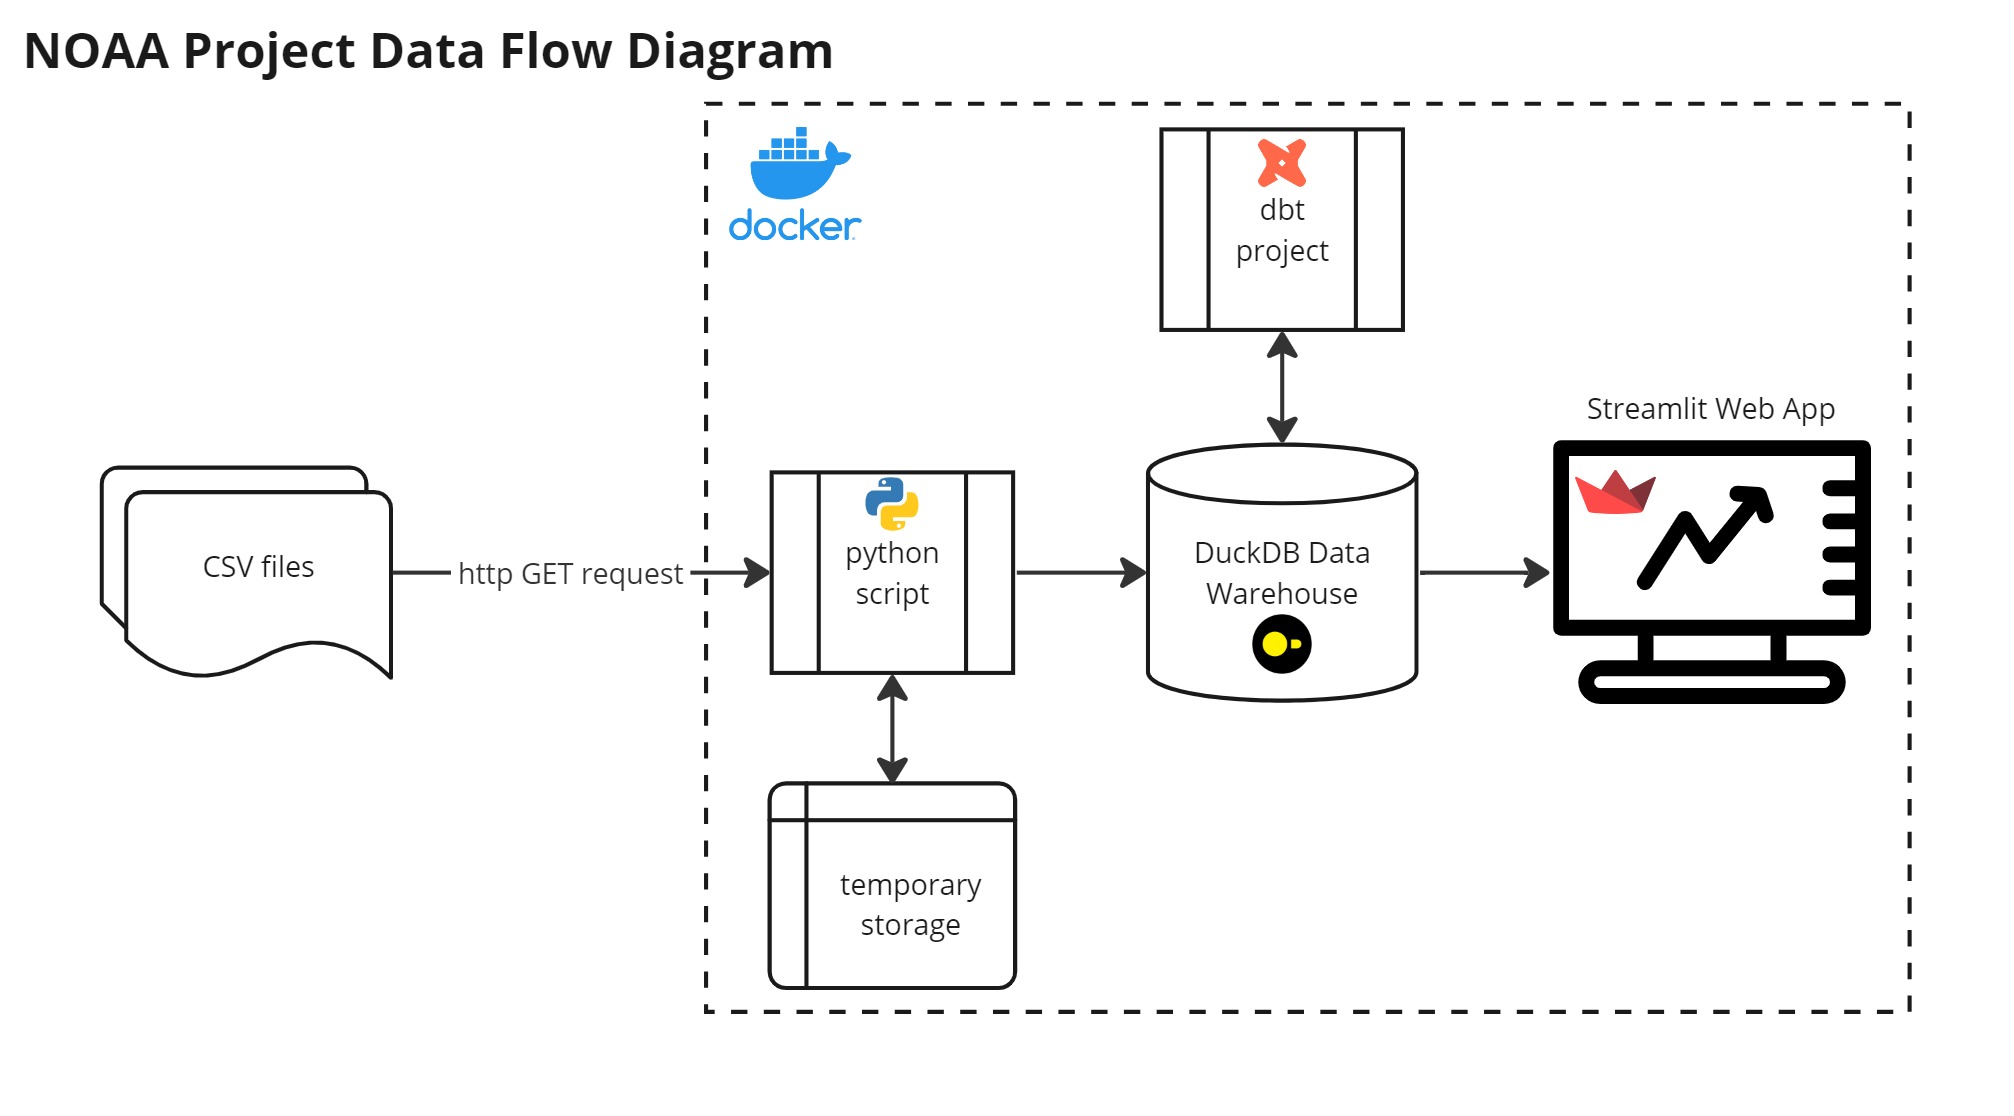 NOAA Project Data Flow Diagram
docker
dbt
project
Streamlit Web App
CSV files
http GET request
python
script
DuckDB Data
Warehouse
temporary
storage